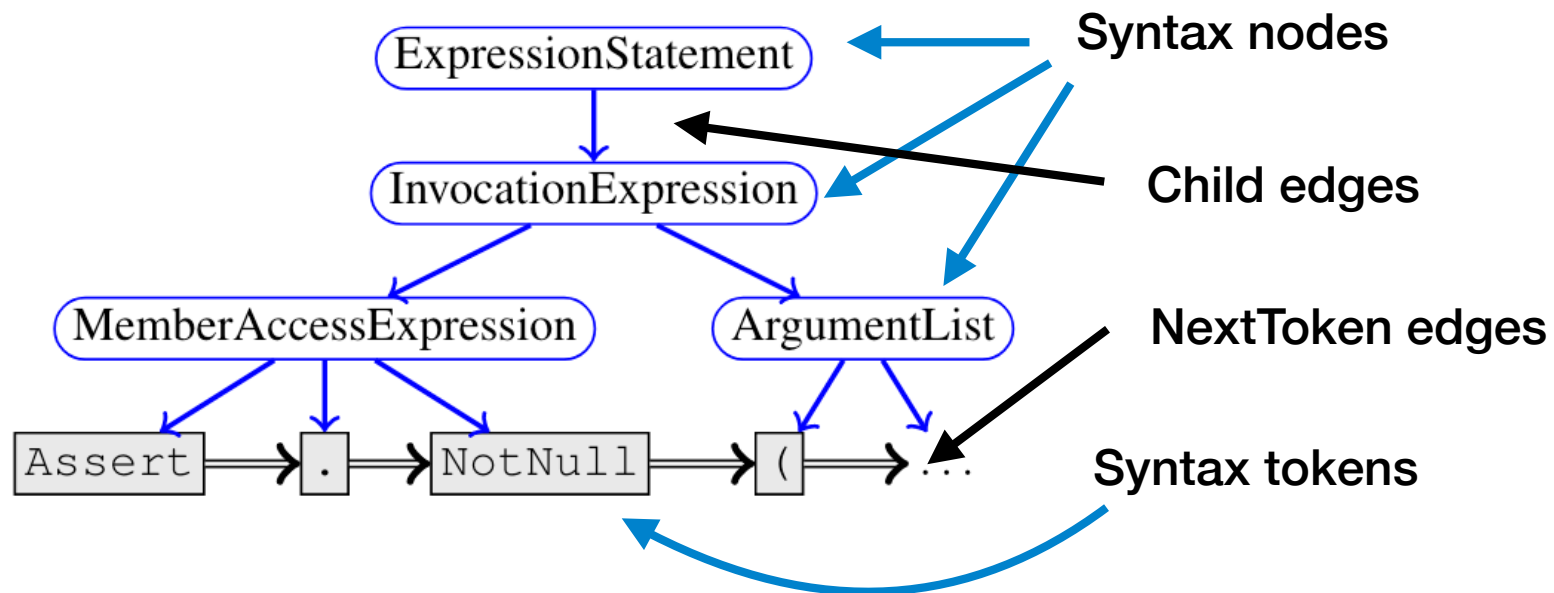 Syntax nodes
ExpressionStatement
Child edges
InvocationExpression
NextToken edges
MemberAccessExpression
ArgumentList
Syntax tokens
Assert . NotNull ( ...